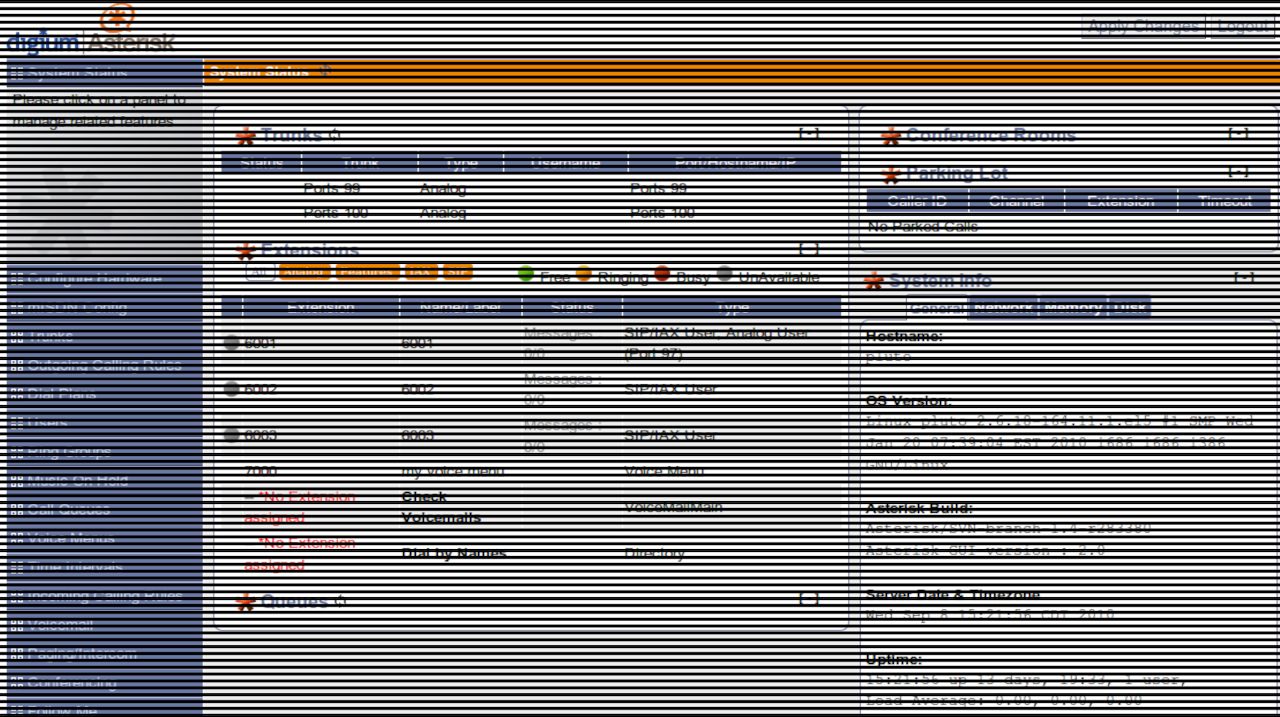 digium Asterisk
Apply Changes Logout
System Status
System Status
Please click on a panel to
manage related features
Configure Hardware
mISDN Config
Trunks
Outgoing Calling Rules
Dial Plans
Users
Ring Groups
Music On Hold
Call Queues
Voice Menus
Time Intervals
Incoming Calling Rules
Voicemail
Paging/Intercom
Conferencing
Follow Me
Trunks [ - ]
Status Trunk Type Username Port/Hostname/IP
Ports 99 Analog Ports 99
Ports 100 Analog Ports 100
Extensions [ - ]
All Analog Features IAX SIP Free Ringing Busy UnAvailable
Extension Name/Label Status Type
6001 6001 Messages : 0/0 SIP/IAX User, Analog User (Port 97)
6002 6002 Messages : 0/0 SIP/IAX User
6003 6003 Messages : 0/0 SIP/IAX User
7000 my voice menu Voice Menu
-- *No Extension assigned Check Voicemails VoiceMailMain
*No Extension assigned Dial by Names Directory
Queues [ - ]
Conference Rooms [ - ]
Parking Lot [ - ]
Caller ID Channel Extension Timeout
No Parked Calls
System Info [ - ]
General Network Memory Disk
Hostname:
pluto
OS Version:
Linux pluto 2.6.18-164.11.1.el5 #1 SMP Wed
Jan 20 07:39:04 EST 2010 i686 i686 i386
GNU/Linux
Asterisk Build:
Asterisk/SVN-branch-1.4-r283380
Asterisk GUI-version : 2.0
Server Date & Timezone
Wed Sep 8 15:21:56 CDT 2010
Uptime:
15:21:56 up 13 days, 19:33, 1 user,
Load Average: 0.00, 0.00, 0.00